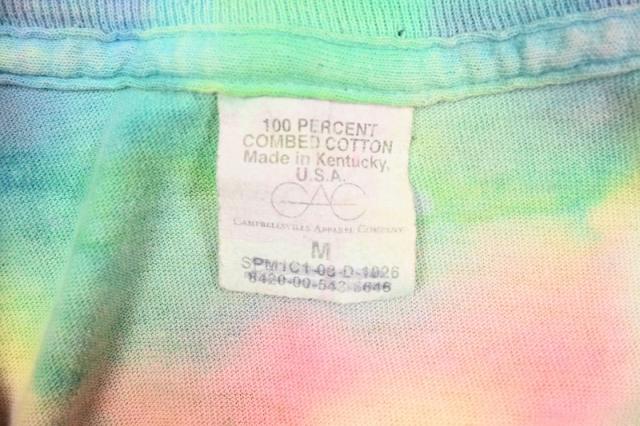 100 PERCENT
COMBED COTTON
Made in Kentucky,
U.S.A.
CAC
CAMPBELLSVILLE APPAREL COMPANY
M
SPM1C1-08-D-1026
8420-00-543-6646